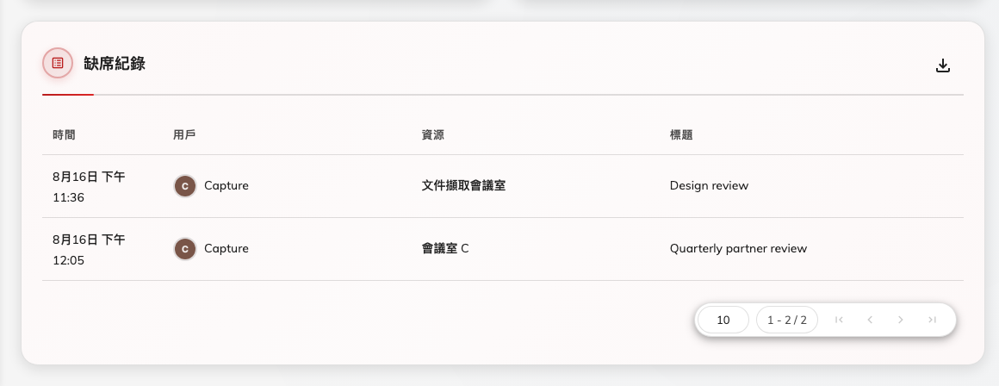 缺席紀錄
時間 用戶 資源 標題
8月16日 下午
11:36
C Capture 文件擷取會議室 Design review
8月16日 下午
12:05
C Capture 會議室 C Quarterly partner review
10 1 - 2 / 2